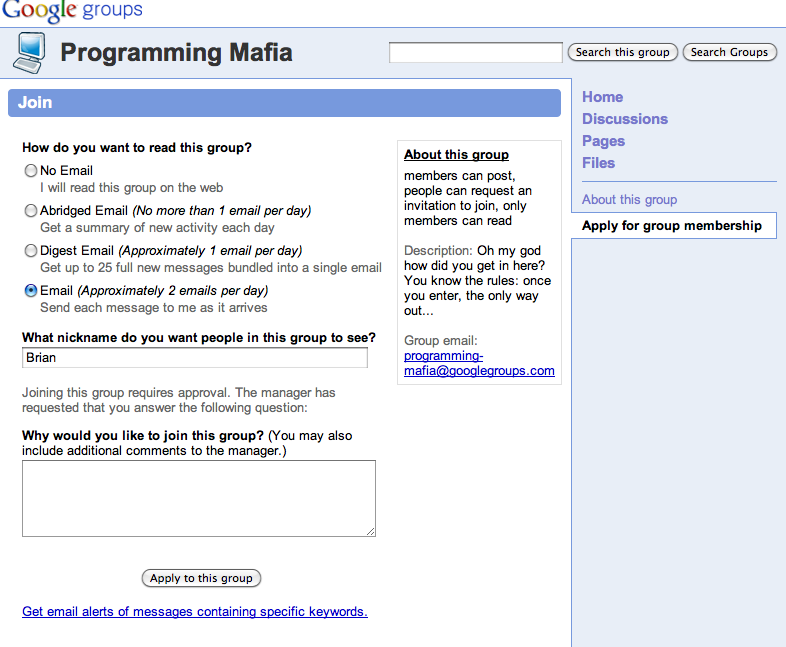 Google groups
Programming Mafia
Search this group
Search Groups
Join
How do you want to read this group?
No Email
I will read this group on the web
Abridged Email (No more than 1 email per day)
Get a summary of new activity each day
Digest Email (Approximately 1 email per day)
Get up to 25 full new messages bundled into a single email
Email (Approximately 2 emails per day)
Send each message to me as it arrives
What nickname do you want people in this group to see?
Brian
Joining this group requires approval. The manager has
requested that you answer the following question:
Why would you like to join this group? (You may also
include additional comments to the manager.)
Apply to this group
Get email alerts of messages containing specific keywords.
About this group
members can post,
people can request an
invitation to join, only
members can read
Description: Oh my god
how did you get in here?
You know the rules: once
you enter, the only way
out...
Group email:
programming-
mafia@googlegroups.com
Home
Discussions
Pages
Files
About this group
Apply for group membership